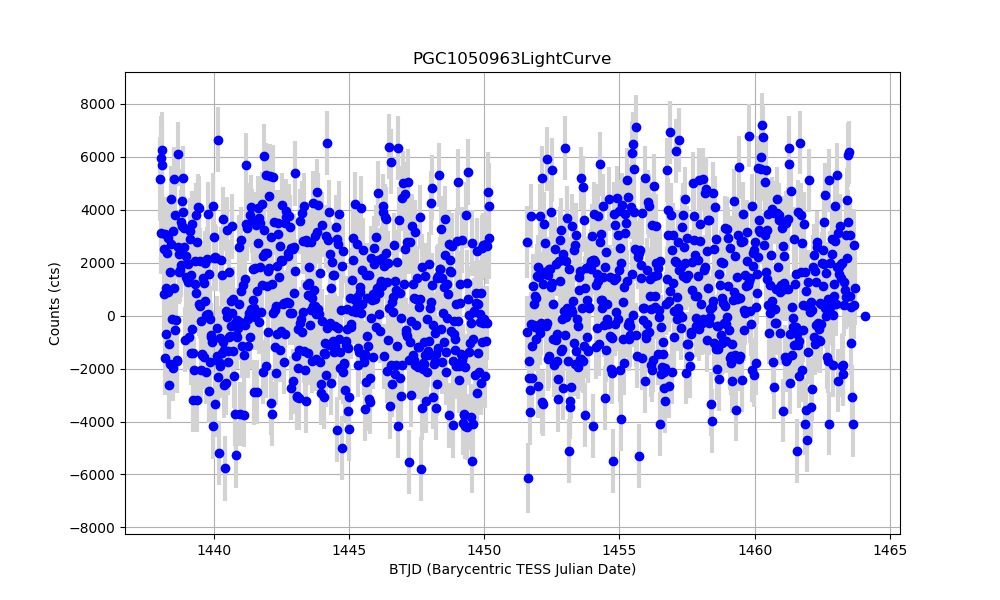 PGC1050963LightCurve
8000
6000
4000
2000
0
−2000
−4000
−6000
−8000
Counts (cts)
1440 1445 1450 1455 1460 1465
BTJD (Barycentric TESS Julian Date)